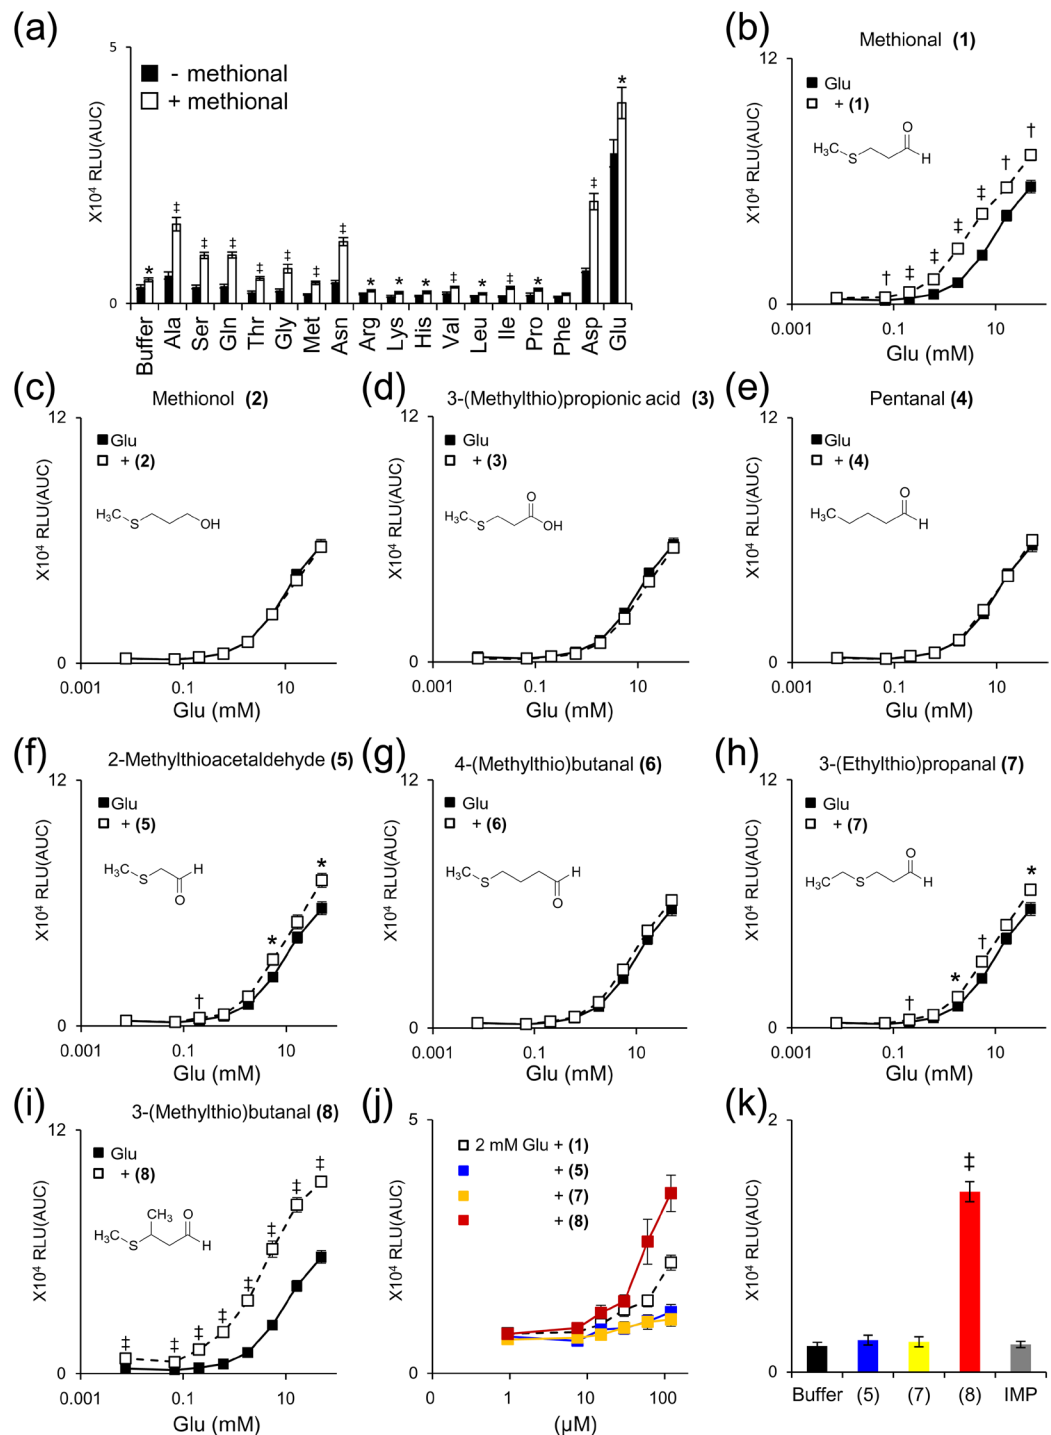 (a)
5
- methional
+ methional
X10⁴ RLU(AUC)
0
* ‡ ‡ ‡ ‡ ‡ ‡ ‡ * * * ‡ * ‡ * ‡ *
Buffer Ala Ser Gln Thr Gly Met Asn Arg Lys His Val Leu Ile Pro Phe Asp Glu
(b)
Methional (1)
12
Glu
+ (1)
H₃C S O H
X10⁴ RLU(AUC)
† ‡ ‡ ‡ ‡ † †
0
0.001 0.1 10
Glu (mM)
(c)
Methionol (2)
12
Glu
+ (2)
H₃C S OH
X10⁴ RLU(AUC)
0
0.001 0.1 10
Glu (mM)
(d)
3-(Methylthio)propionic acid (3)
12
Glu
+ (3)
H₃C S O OH
X10⁴ RLU(AUC)
0
0.001 0.1 10
Glu (mM)
(e)
Pentanal (4)
12
Glu
+ (4)
H₃C O H
X10⁴ RLU(AUC)
0
0.001 0.1 10
Glu (mM)
(f)
2-Methylthioacetaldehyde (5)
12
Glu
+ (5)
H₃C S H O
X10⁴ RLU(AUC)
† * *
0
0.001 0.1 10
Glu (mM)
(g)
4-(Methylthio)butanal (6)
12
Glu
+ (6)
H₃C S H O
X10⁴ RLU(AUC)
0
0.001 0.1 10
Glu (mM)
(h)
3-(Ethylthio)propanal (7)
12
Glu
+ (7)
H₃C S O H
X10⁴ RLU(AUC)
† * † *
0
0.001 0.1 10
Glu (mM)
(i)
3-(Methylthio)butanal (8)
12
Glu
+ (8)
CH₃ O H₃C S H
X10⁴ RLU(AUC)
‡ ‡ ‡ ‡ ‡ ‡ ‡ ‡
0
0.001 0.1 10
Glu (mM)
(j)
5
2 mM Glu + (1)
+ (5)
+ (7)
+ (8)
X10⁴ RLU(AUC)
0
0 1 10 100
(µM)
(k)
2
X10⁴ RLU(AUC)
‡
0
Buffer (5) (7) (8) IMP